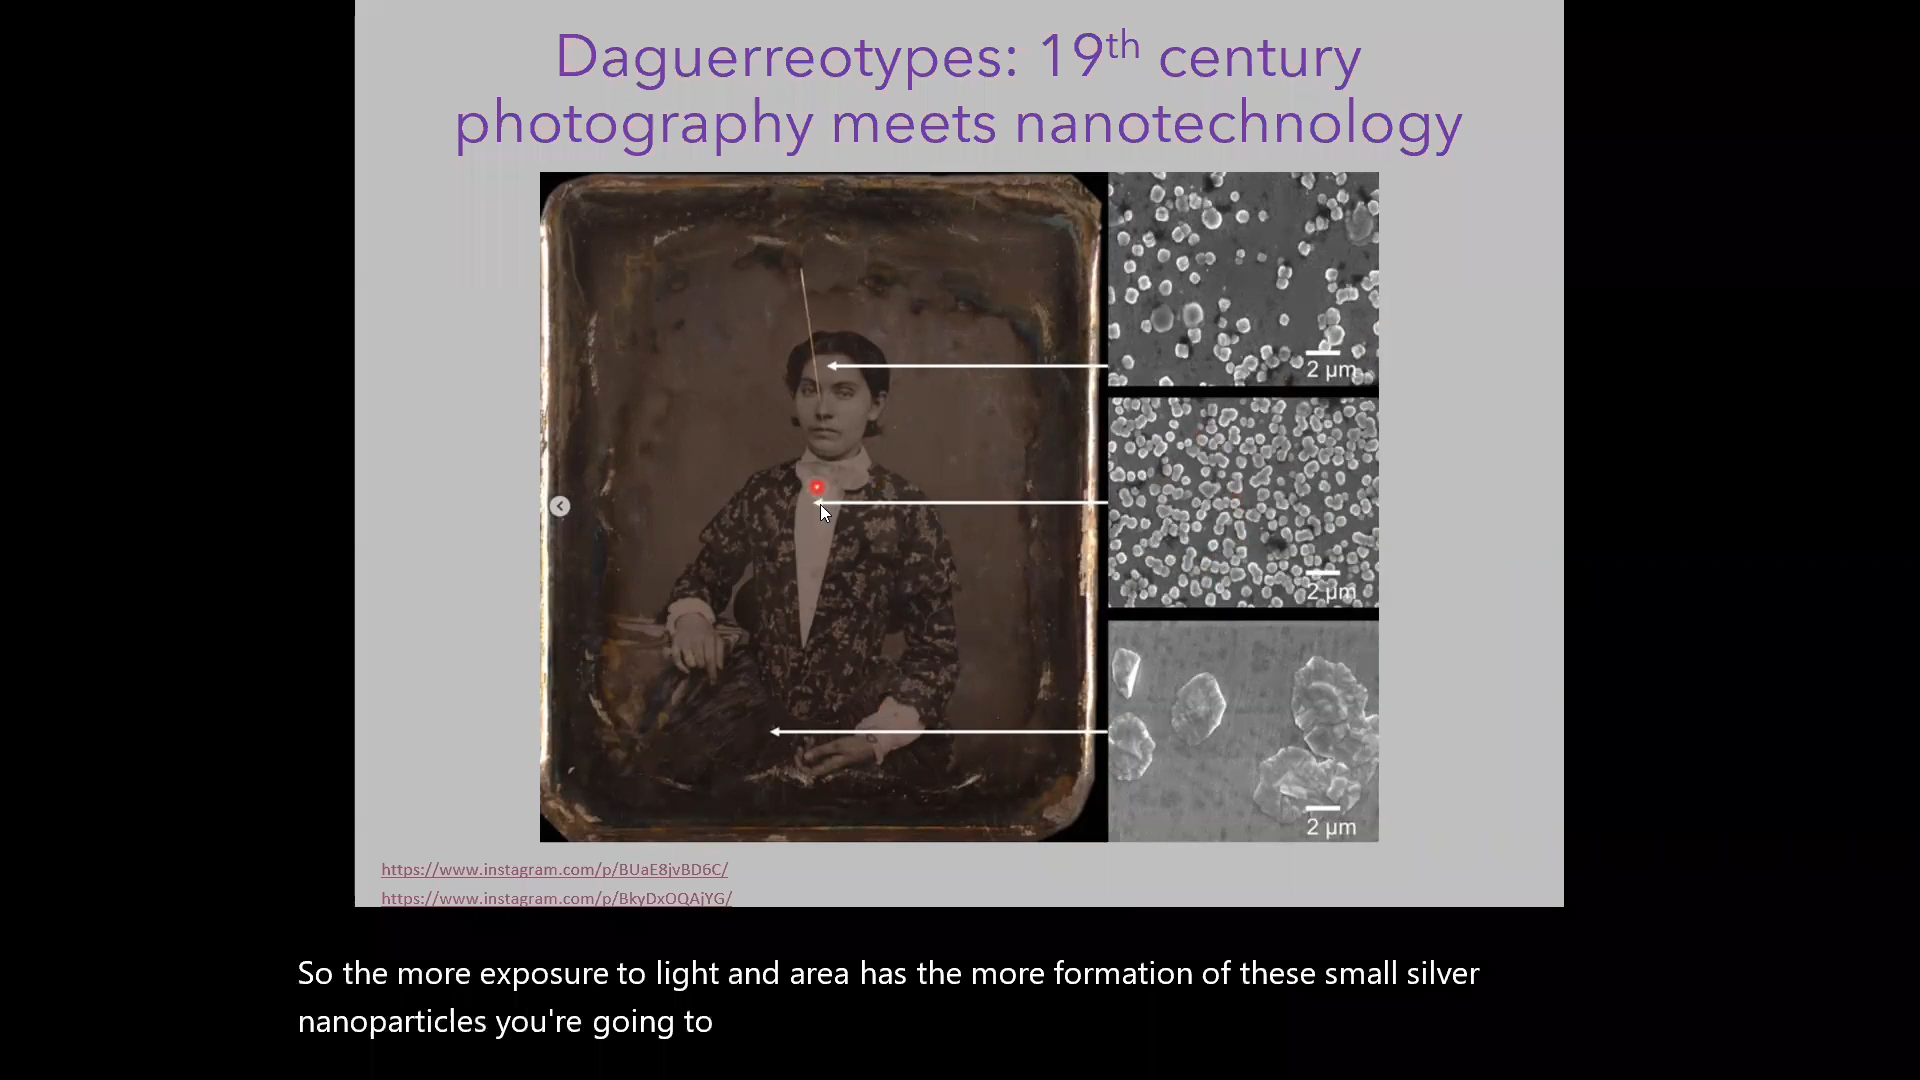 Daguerreotypes: 19th century
photography meets nanotechnology
2 µm
2 µm
2 µm
https://www.instagram.com/p/BUaE8jvBD6C/
https://www.instagram.com/p/BkyDxOQAjYG/
So the more exposure to light and area has the more formation of these small silver
nanoparticles you're going to